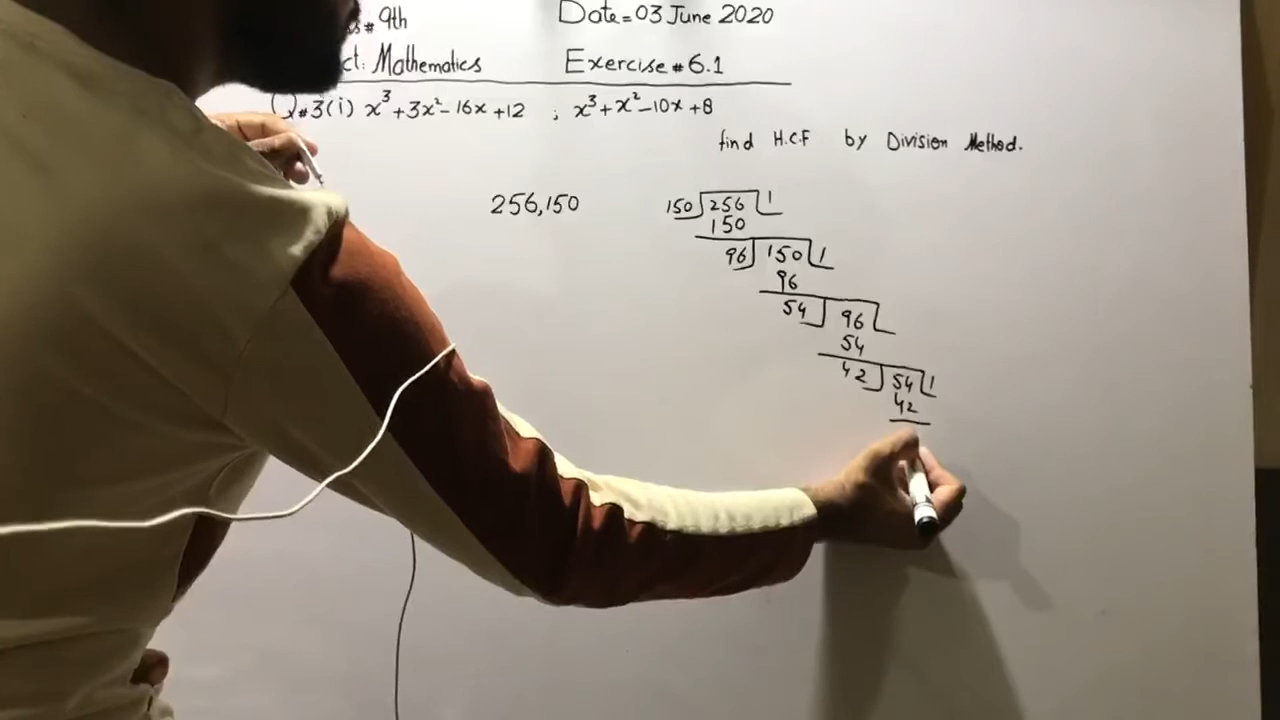 9th Date = 03 June 2020
ct: Mathematics Exercise # 6.1
Q#3(i) x³+3x²-16x+12 ; x³+x²-10x+8
find H.C.F by Division Method.
256,150
150 256 1
150
96 150 1
96
54 96
54
42 54 1
42